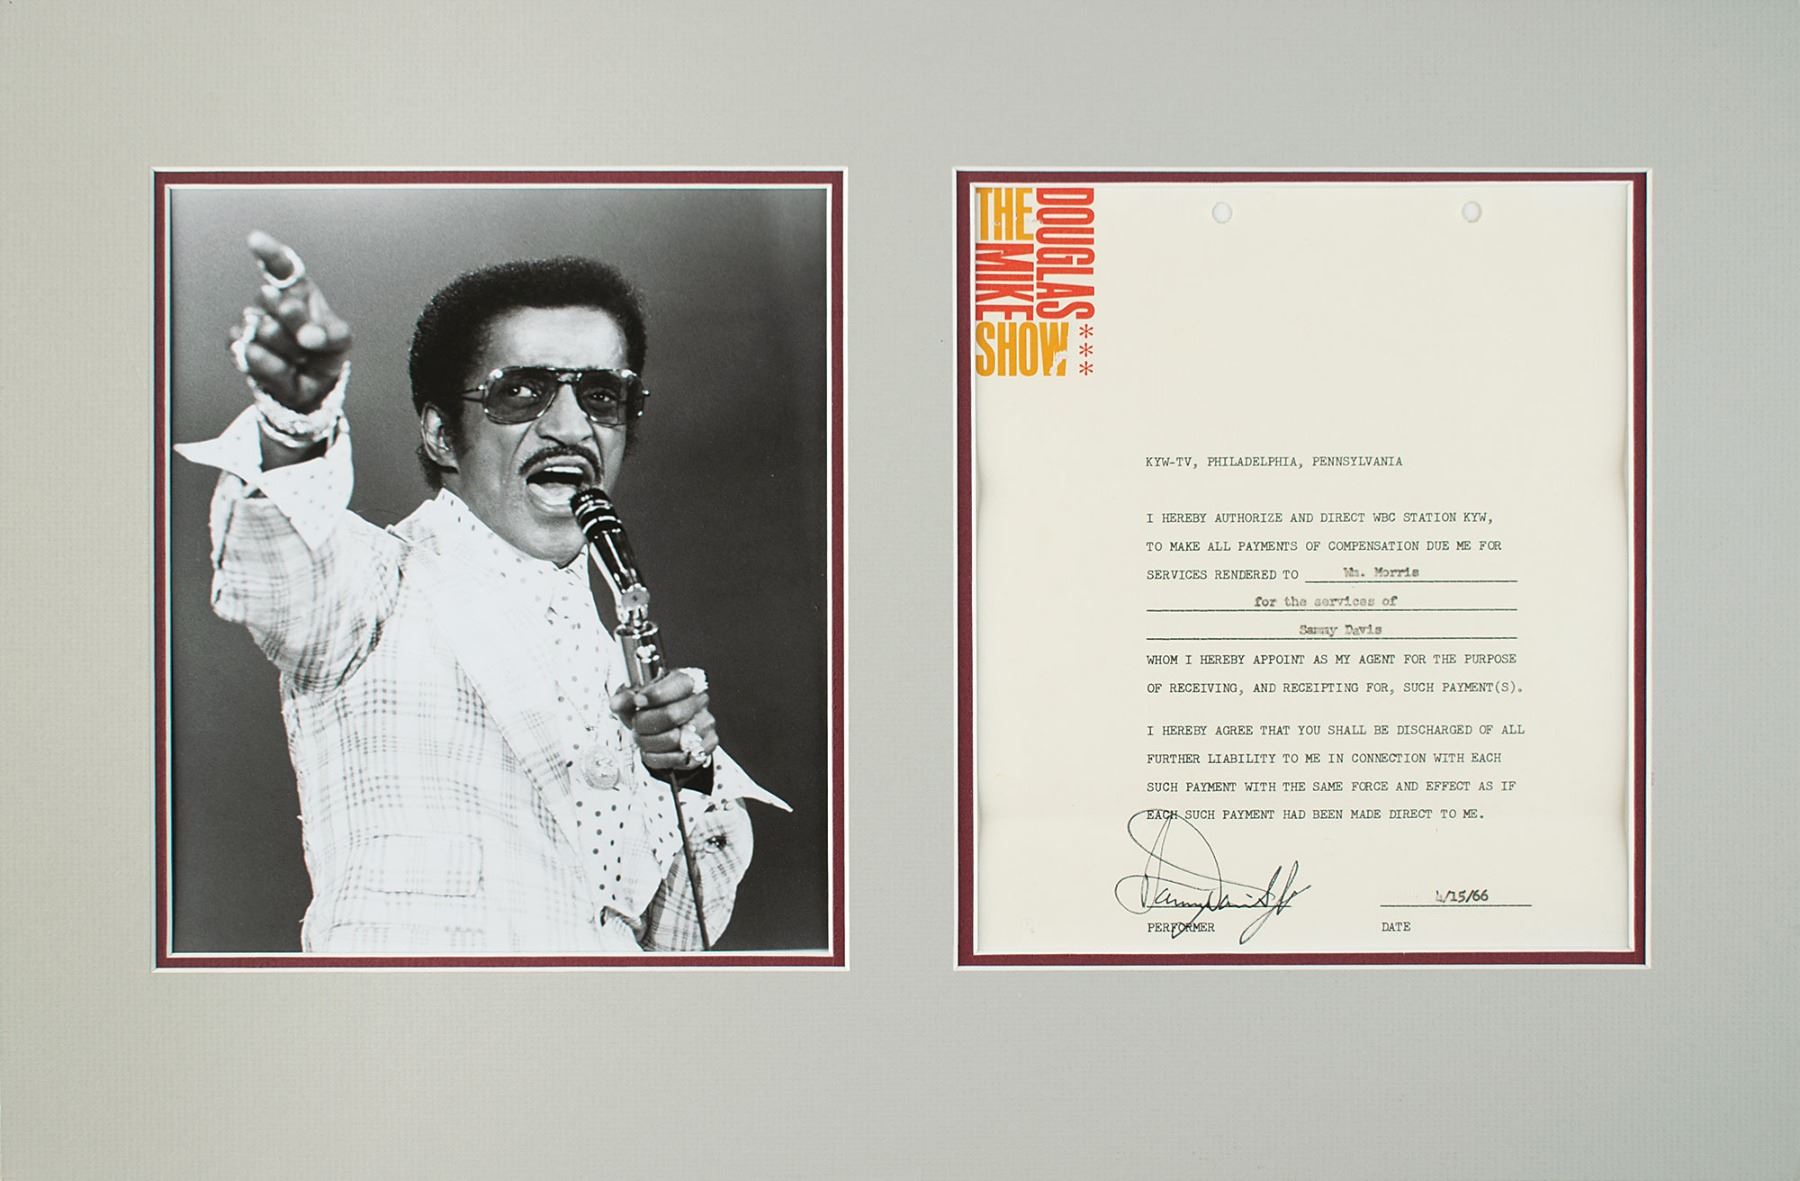 THE
MIKE
DOUGLAS
SHOW ***
KYW-TV, PHILADELPHIA, PENNSYLVANIA
I HEREBY AUTHORIZE AND DIRECT WBC STATION KYW,
TO MAKE ALL PAYMENTS OF COMPENSATION DUE ME FOR
SERVICES RENDERED TO Wm. Morris
for the services of
Sammy Davis
WHOM I HEREBY APPOINT AS MY AGENT FOR THE PURPOSE
OF RECEIVING, AND RECEIPTING FOR, SUCH PAYMENT(S).
I HEREBY AGREE THAT YOU SHALL BE DISCHARGED OF ALL
FURTHER LIABILITY TO ME IN CONNECTION WITH EACH
SUCH PAYMENT WITH THE SAME FORCE AND EFFECT AS IF
EACH SUCH PAYMENT HAD BEEN MADE DIRECT TO ME.
Sammy Davis Jr 4/15/66
PERFORMER DATE